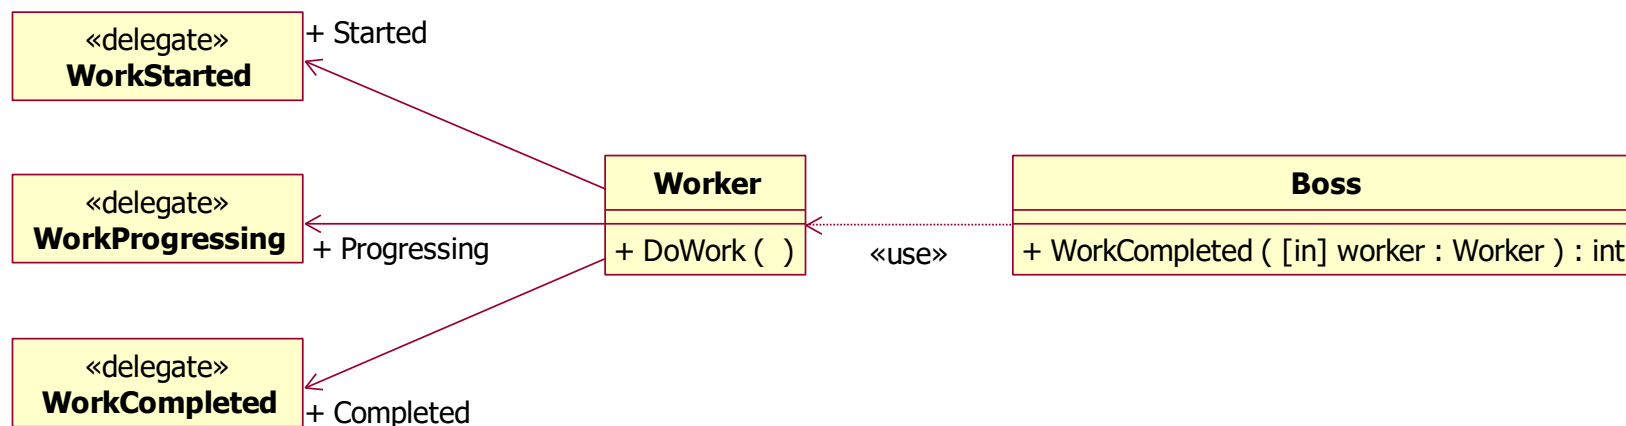 «delegate»
WorkStarted
+ Started
«delegate»
WorkProgressing
+ Progressing
«delegate»
WorkCompleted
+ Completed
Worker
+ DoWork ( )
«use»
Boss
+ WorkCompleted ( [in] worker : Worker ) : int